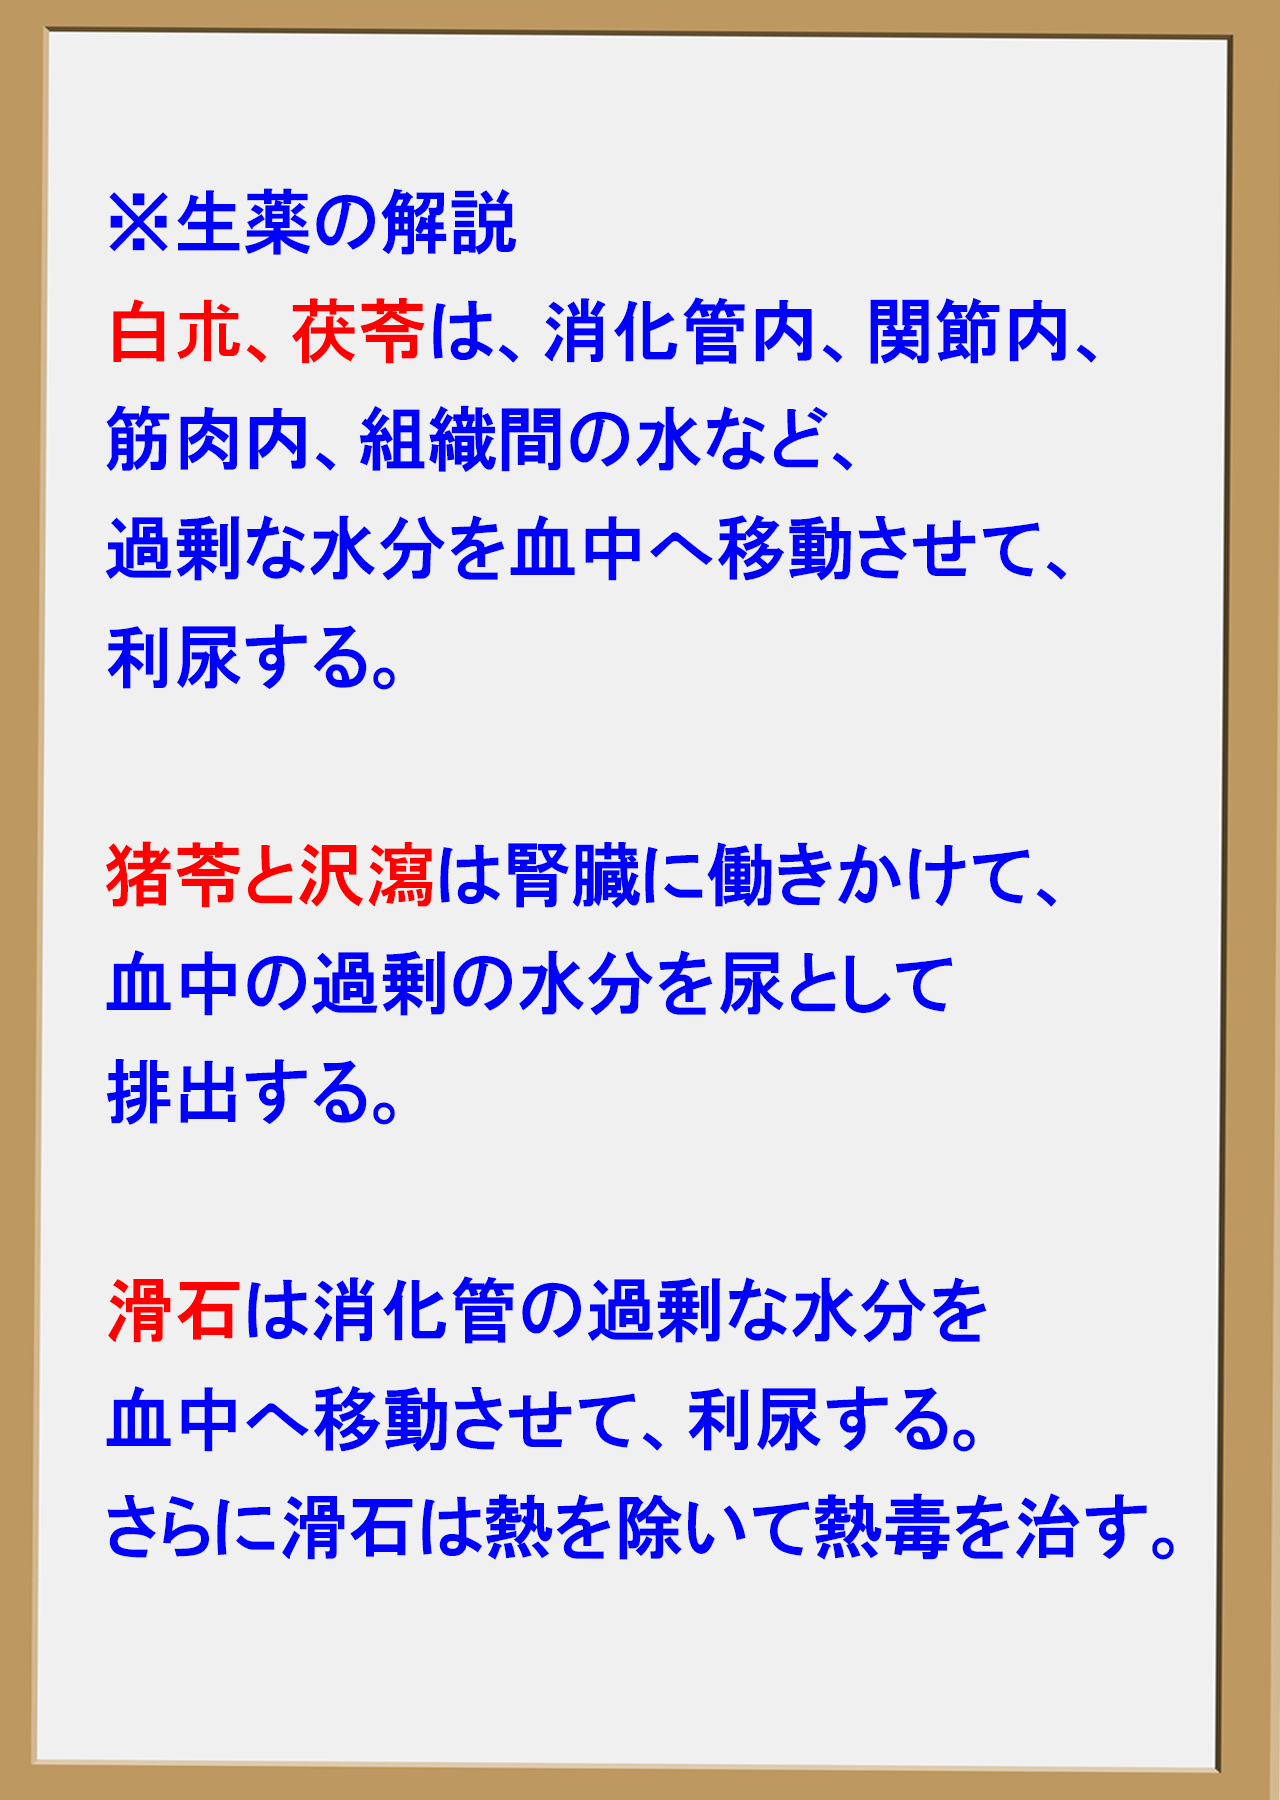 ※生薬の解説
白朮、茯苓は、消化管内、関節内、
筋肉内、組織間の水など、
過剰な水分を血中へ移動させて、
利尿する。
猪苓と沢瀉は腎臓に働きかけて、
血中の過剰の水分を尿として
排出する。
滑石は消化管の過剰な水分を
血中へ移動させて、利尿する。
さらに滑石は熱を除いて熱毒を治す。